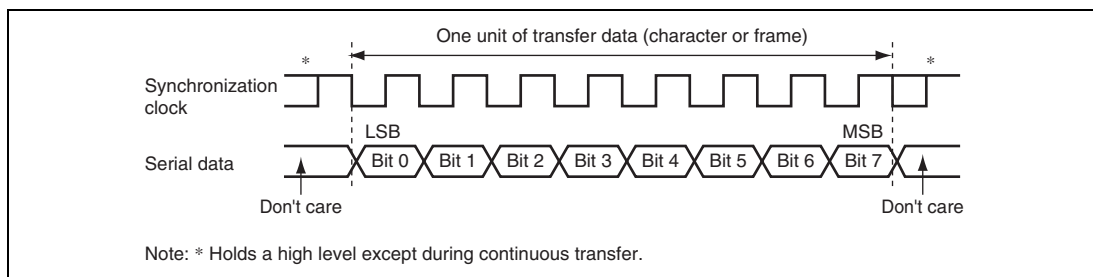 One unit of transfer data (character or frame)
* *
Synchronization
clock
LSB MSB
Serial data
Bit 0 Bit 1 Bit 2 Bit 3 Bit 4 Bit 5 Bit 6 Bit 7
Don't care Don't care
Note: * Holds a high level except during continuous transfer.